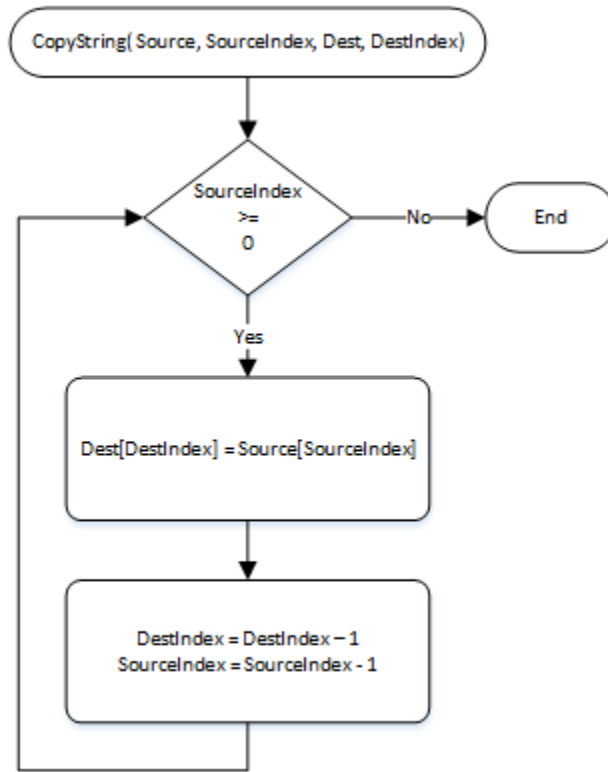 CopyString( Source, SourceIndex, Dest, DestIndex)
SourceIndex
>=
0
No
End
Yes
Dest[DestIndex] = Source[SourceIndex]
DestIndex = DestIndex – 1
SourceIndex = SourceIndex - 1